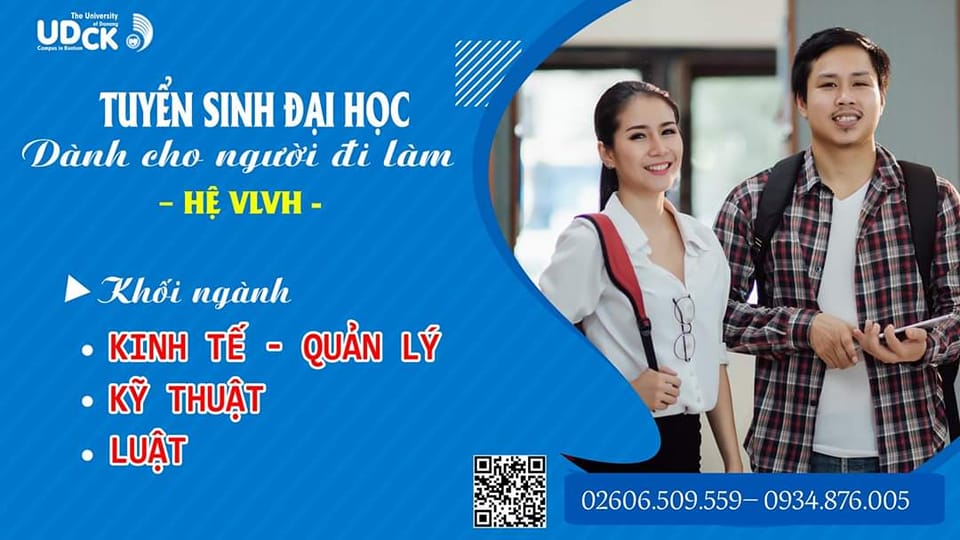 The University
of Danang
UDCK
Campus in Kontum
TUYỂN SINH ĐẠI HỌC
Dành cho người đi làm
- HỆ VLVH -
Khối ngành
• KINH TẾ - QUẢN LÝ
• KỸ THUẬT
• LUẬT
02606.509.559– 0934.876.005